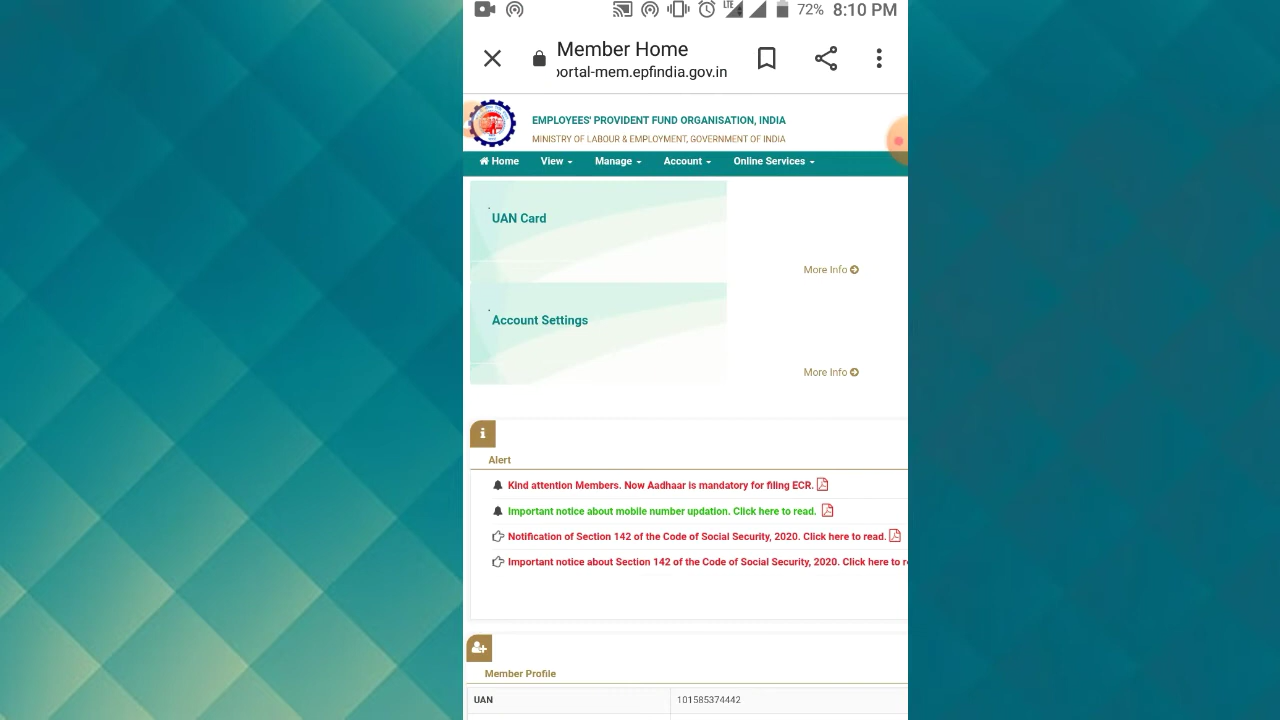 LTE 72% 8:10 PM
Member Home
portal-mem.epfindia.gov.in
EMPLOYEES' PROVIDENT FUND ORGANISATION, INDIA
MINISTRY OF LABOUR & EMPLOYMENT, GOVERNMENT OF INDIA
Home View Manage Account Online Services
UAN Card
More Info
Account Settings
More Info
Alert
Kind attention Members. Now Aadhaar is mandatory for filing ECR.
Important notice about mobile number updation. Click here to read.
Notification of Section 142 of the Code of Social Security, 2020. Click here to read.
Important notice about Section 142 of the Code of Social Security, 2020. Click here to r
Member Profile
UAN 101585374442